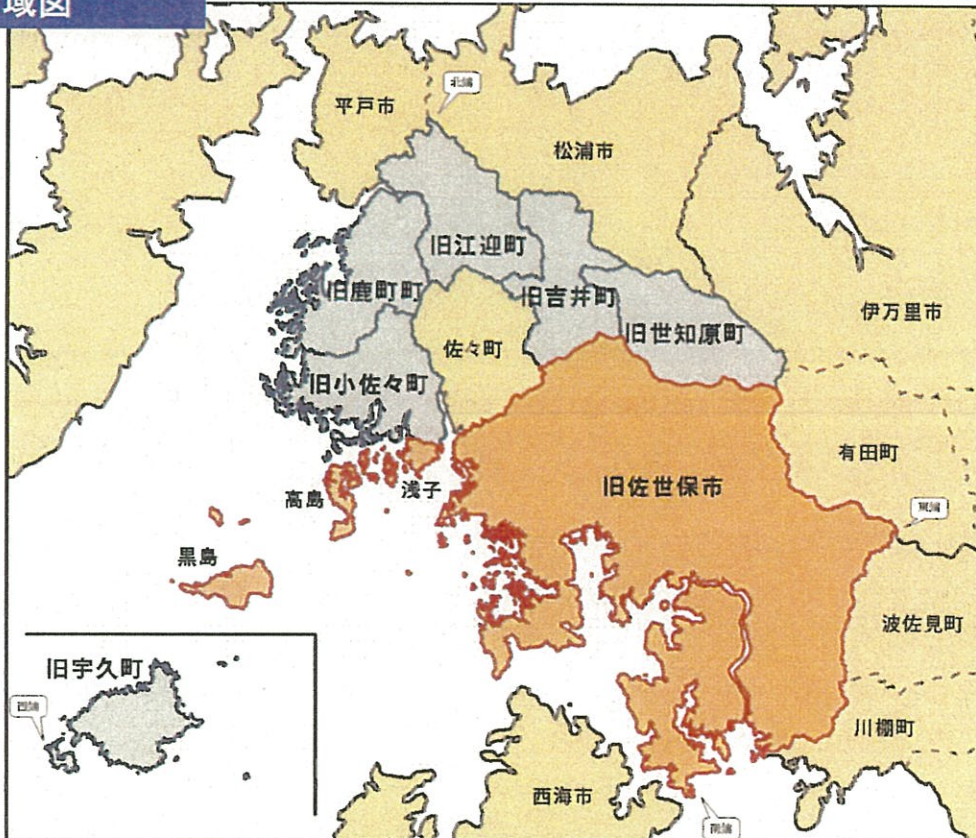 域図
北端
平戸市
松浦市
旧江迎町
旧鹿町町
旧吉井町
伊万里市
旧世知原町
佐々町
旧小佐々町
有田町
旧佐世保市
浅子
高島
東端
黒島
波佐見町
旧宇久町
西端
川棚町
西海市
南端